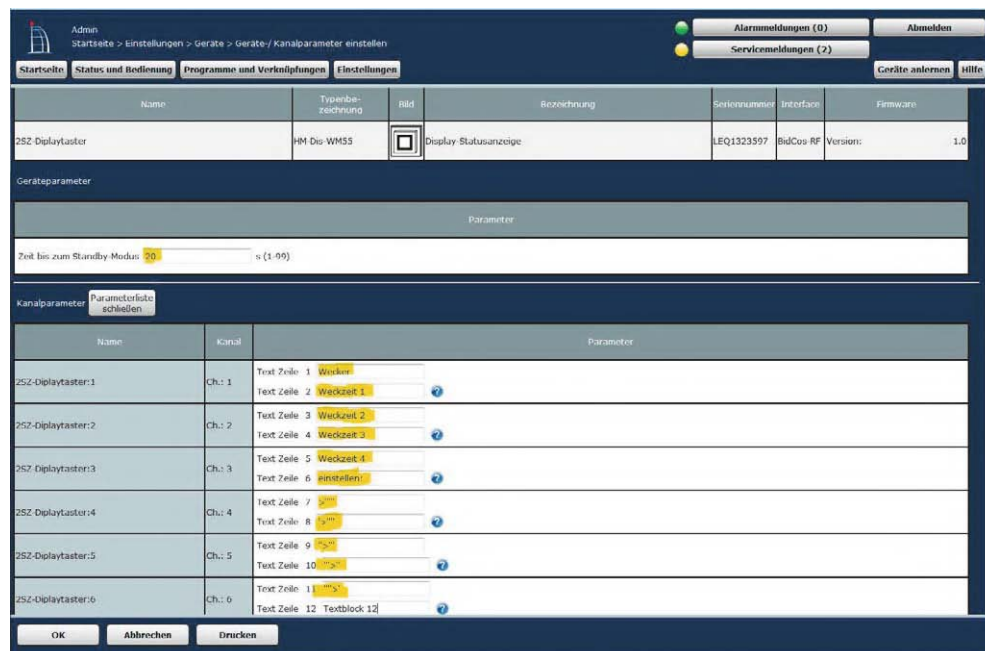 Admin
Startseite > Einstellungen > Geräte > Geräte-/ Kanalparameter einstellen
Alarmmeldungen (0)
Abmelden
Servicemeldungen (2)
Startseite
Status und Bedienung
Programme und Verknüpfungen
Einstellungen
Geräte anlernen
Hilfe
Name
Typenbe-
zeichnung
Bild
Bezeichnung
Seriennummer
Interface
Firmware
2SZ-Diplaytaster
HM-Dis-WM55
Display-Statusanzeige
LEQ1323597
BidCos-RF
Version: 1.0
Geräteparameter
Parameter
Zeit bis zum Standby-Modus 20 s (1-99)
Kanalparameter
Parameterliste
schließen
Name
Kanal
Parameter
2SZ-Diplaytaster:1
Ch.: 1
Text Zeile 1 Wecker
Text Zeile 2 Weckzeit 1
2SZ-Diplaytaster:2
Ch.: 2
Text Zeile 3 Weckzeit 2
Text Zeile 4 Weckzeit 3
2SZ-Diplaytaster:3
Ch.: 3
Text Zeile 5 Weckzeit 4
Text Zeile 6 einstellen:
2SZ-Diplaytaster:4
Ch.: 4
Text Zeile 7
Text Zeile 8
2SZ-Diplaytaster:5
Ch.: 5
Text Zeile 9
Text Zeile 10
2SZ-Diplaytaster:6
Ch.: 6
Text Zeile 11
Text Zeile 12 Textblock 12
OK
Abbrechen
Drucken